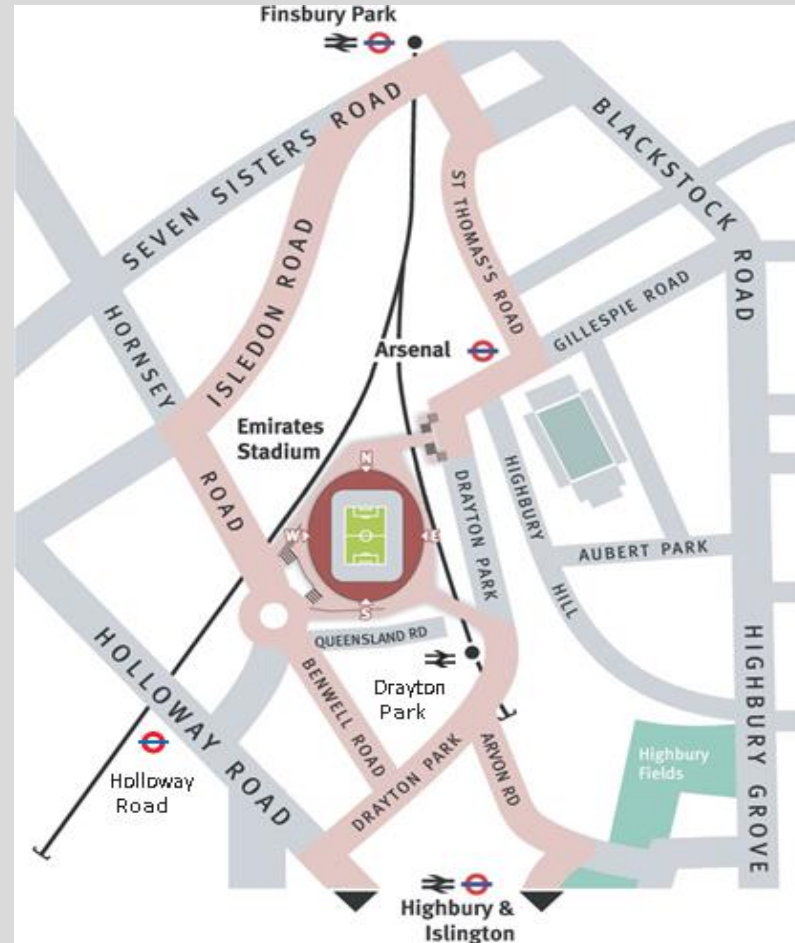 Finsbury Park
SEVEN SISTERS ROAD
BLACKSTOCK
ROAD
ST THOMAS'S ROAD
ISLEDON ROAD
HORNSEY
ROAD
GILLESPIE ROAD
Arsenal
Emirates
Stadium
N
W
E
S
DRAYTON PARK
HIGHBURY
HILL
AUBERT PARK
QUEENSLAND RD
HOLLOWAY ROAD
BENWELL ROAD
Drayton
Park
DRAYTON PARK
ARVON RD
HIGHBURY GROVE
Highbury
Fields
Holloway
Road
Highbury &
Islington